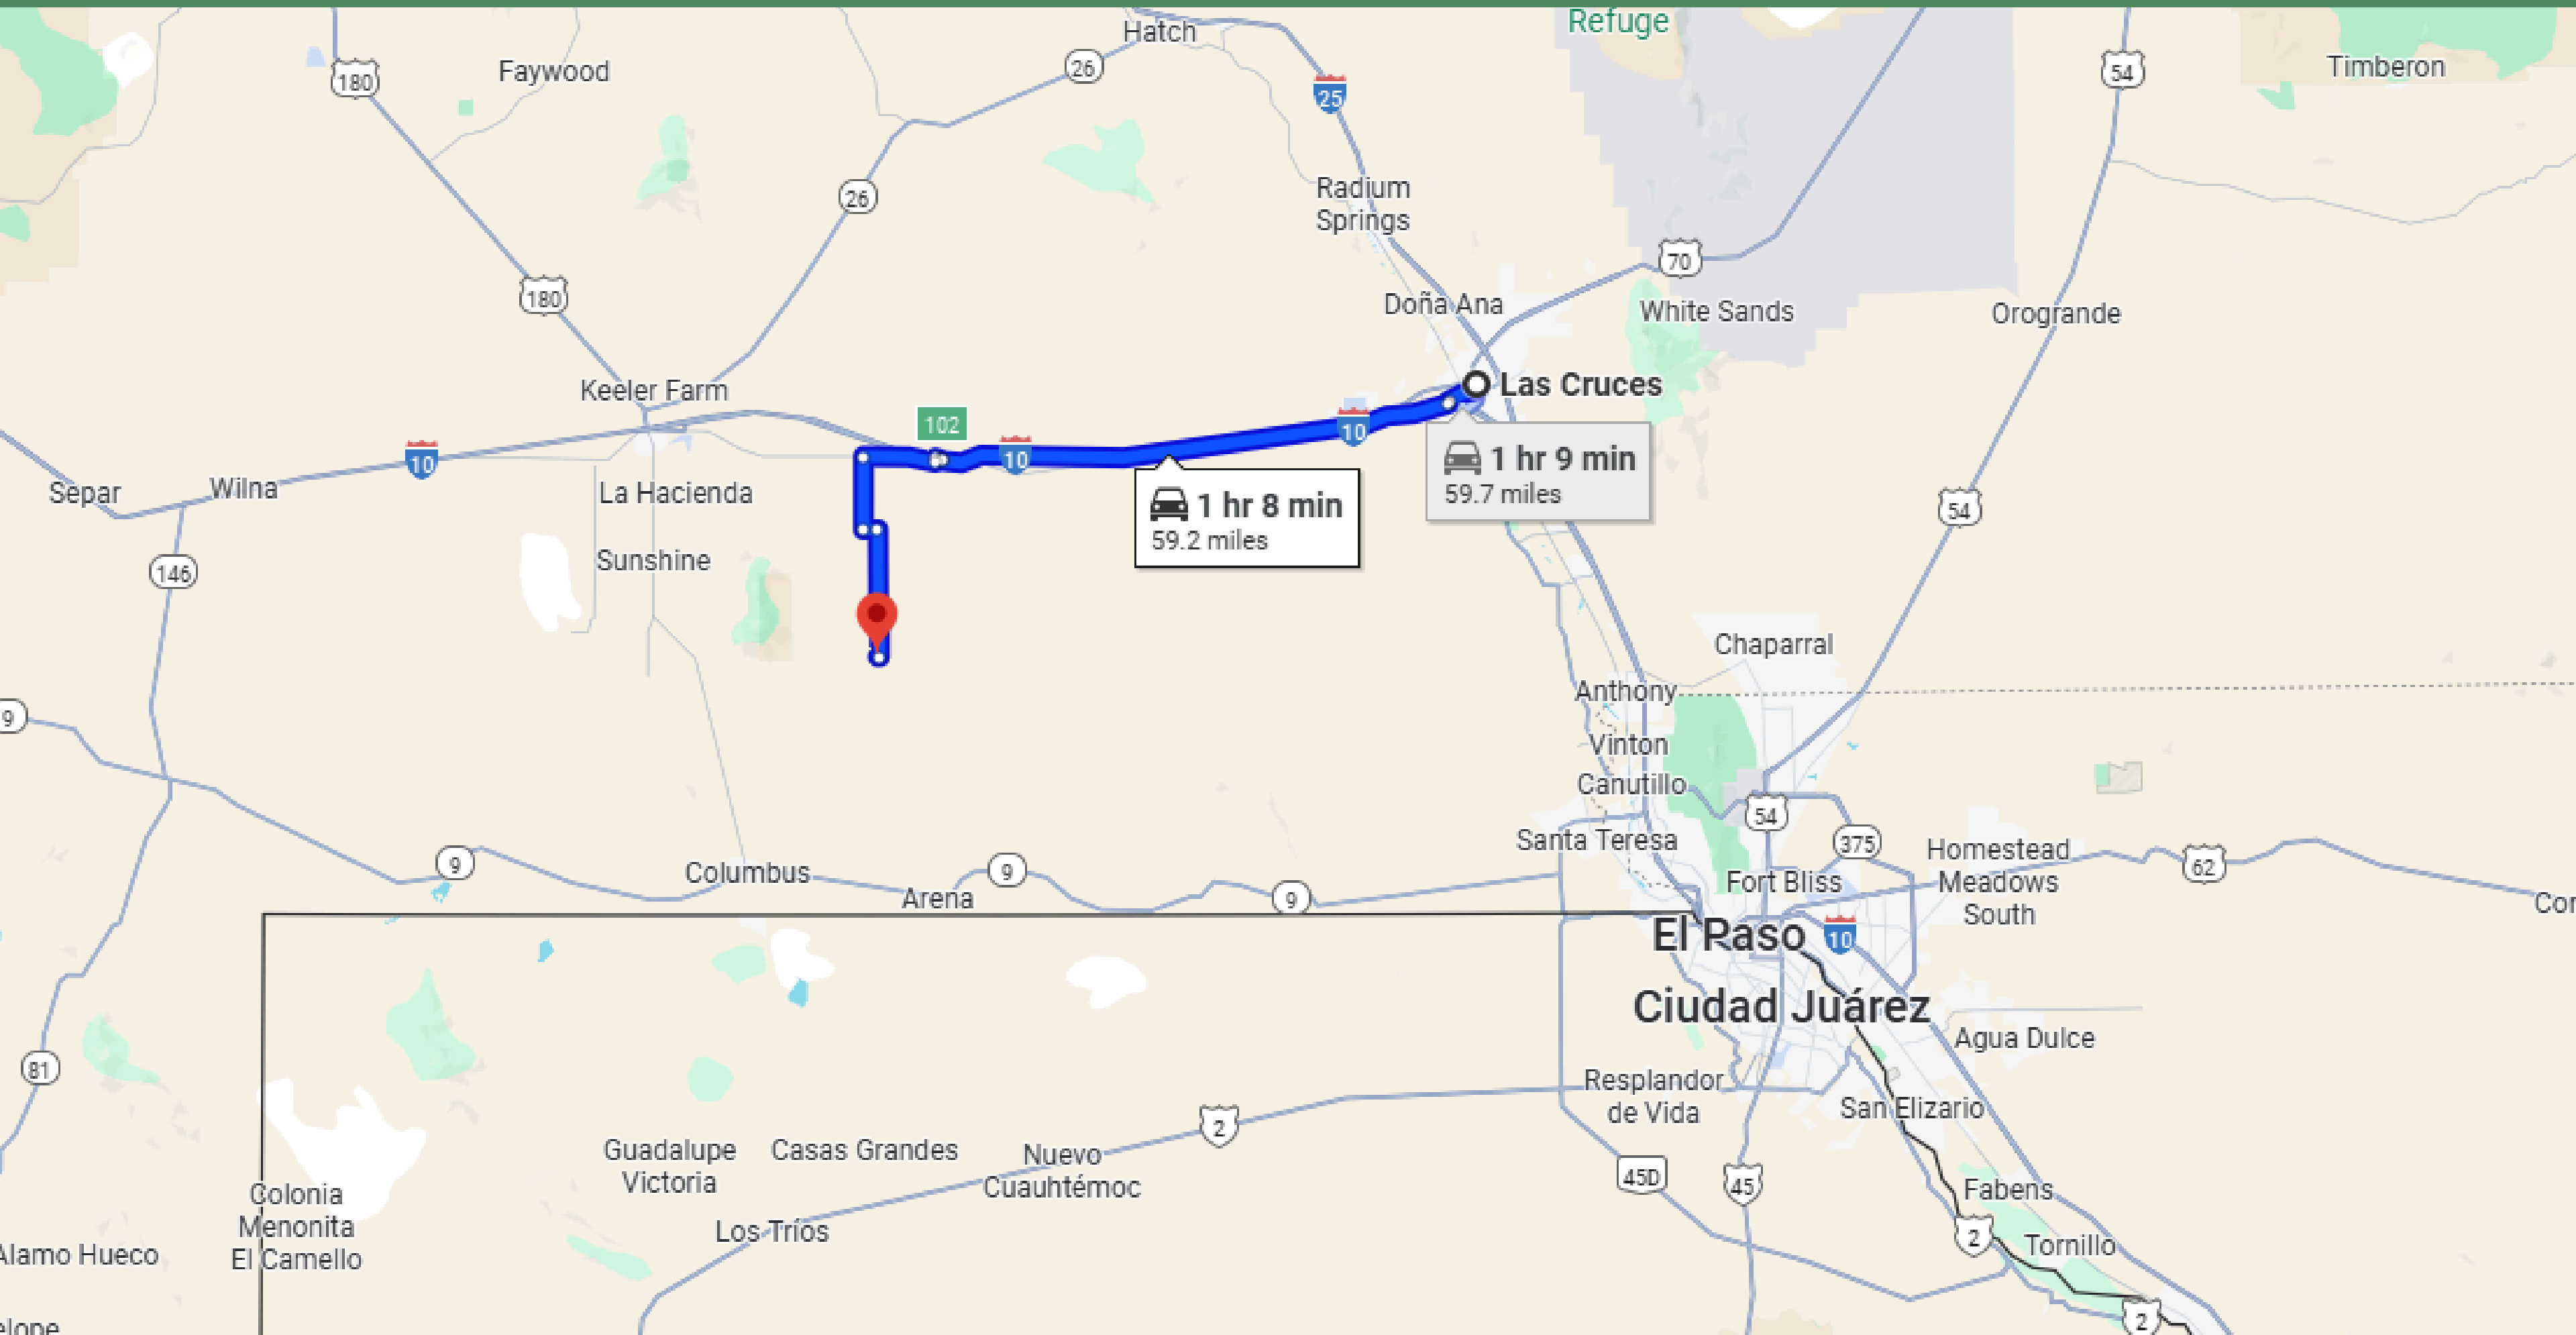 Refuge
Hatch
Timberon
Faywood
180
26
25
54
26
Radium
Springs
70
180
Doña Ana
White Sands
Orogrande
Keeler Farm
Las Cruces
102
10
10
10
1 hr 9 min
59.7 miles
Separ
Wilna
La Hacienda
1 hr 8 min
59.2 miles
54
146
Sunshine
Chaparral
Anthony
9
Vinton
Canutillo
54
Santa Teresa
375
Homestead
Meadows
South
62
9
Columbus
9
Fort Bliss
Arena
9
Cor
El Paso
10
Ciudad Juárez
Agua Dulce
81
Resplandor
de Vida
San Elizario
2
Guadalupe
Victoria
Casas Grandes
Nuevo
Cuauhtémoc
45D
45
Colonia
Menonita
El Camello
Fabens
Los Tríos
2
Tornillo
Alamo Hueco
2
elope